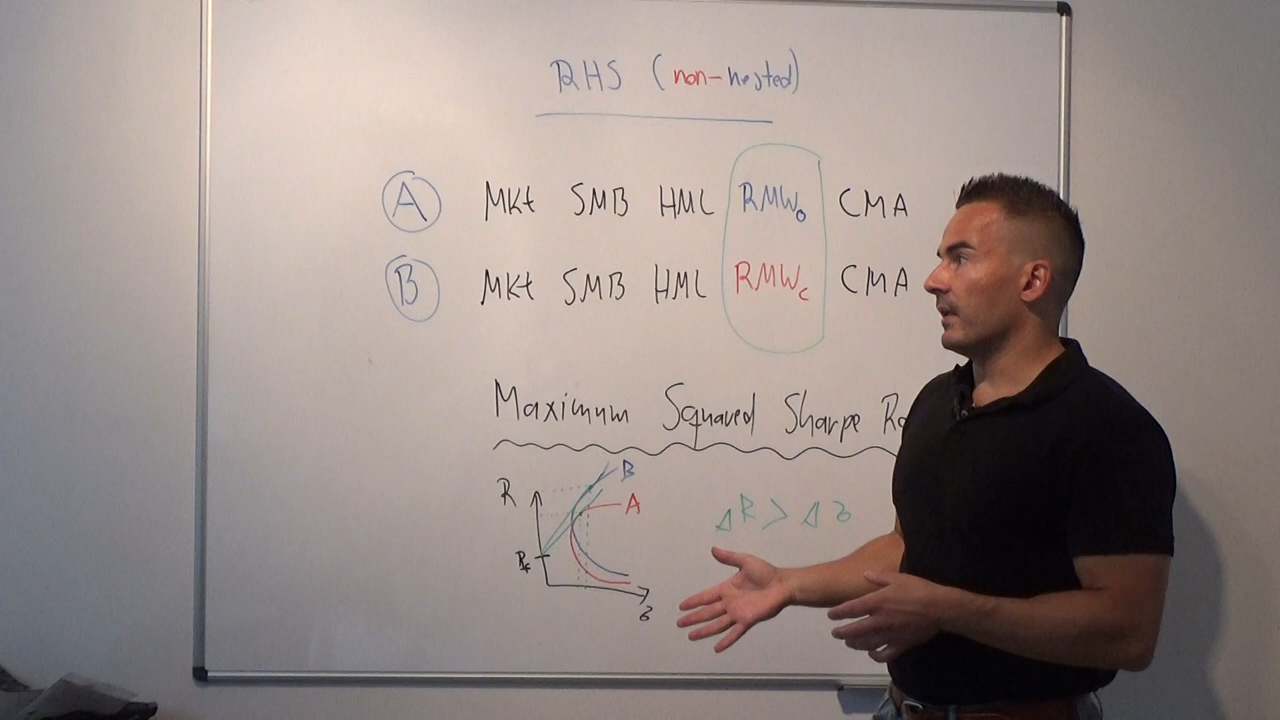 RHS (non-nested)
A MKt SMB HML RMWo CMA
B MKt SMB HML RMWc CMA
Maximum Squared Sharpe
B
R
A
ΔR > Δσ
Rf
σ